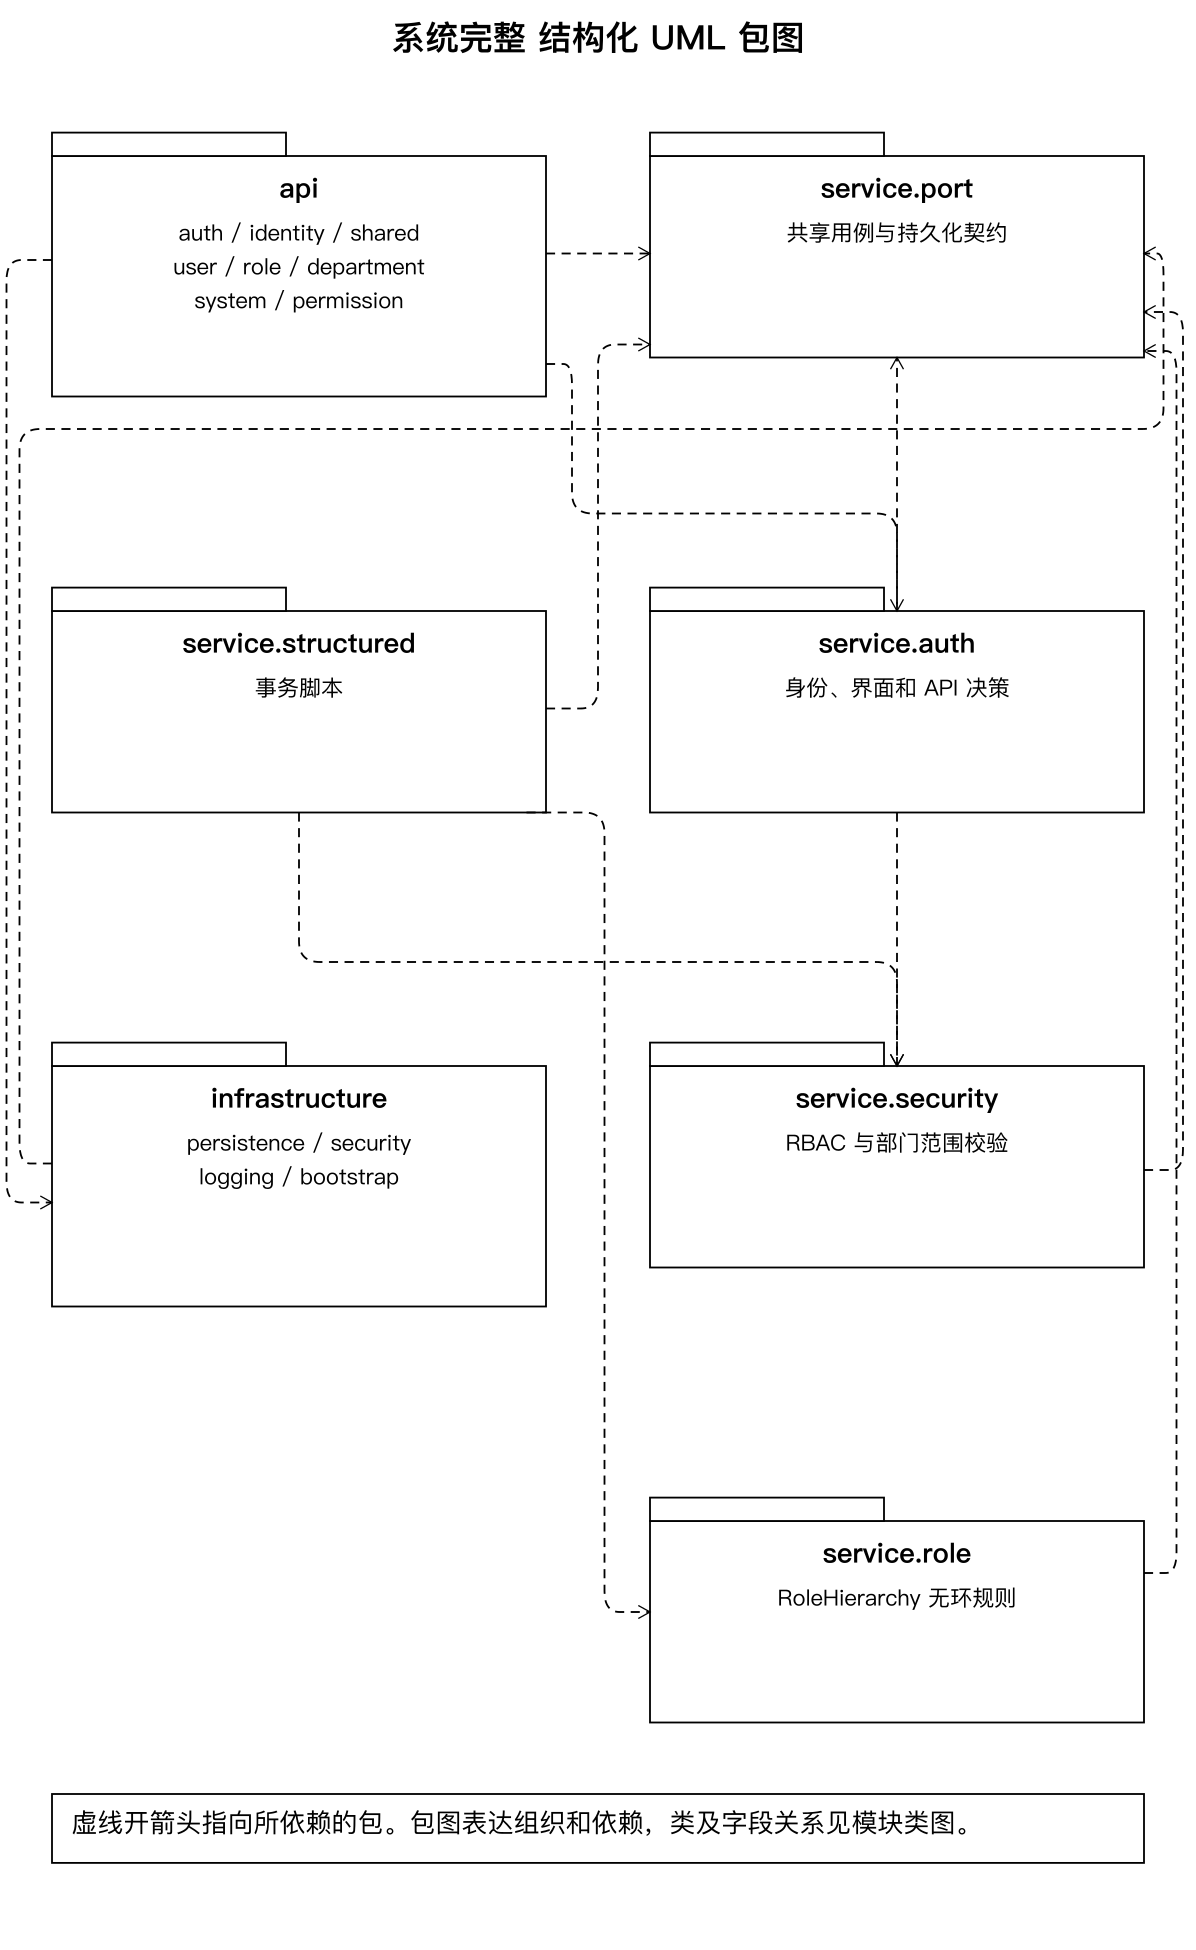 系统完整 结构化 UML 包图
api
auth / identity / shared
user / role / department
system / permission
service.port
共享用例与持久化契约
service.structured
事务脚本
service.auth
身份、界面和 API 决策
infrastructure
persistence / security
logging / bootstrap
service.security
RBAC 与部门范围校验
service.role
RoleHierarchy 无环规则
虚线开箭头指向所依赖的包。包图表达组织和依赖，类及字段关系见模块类图。